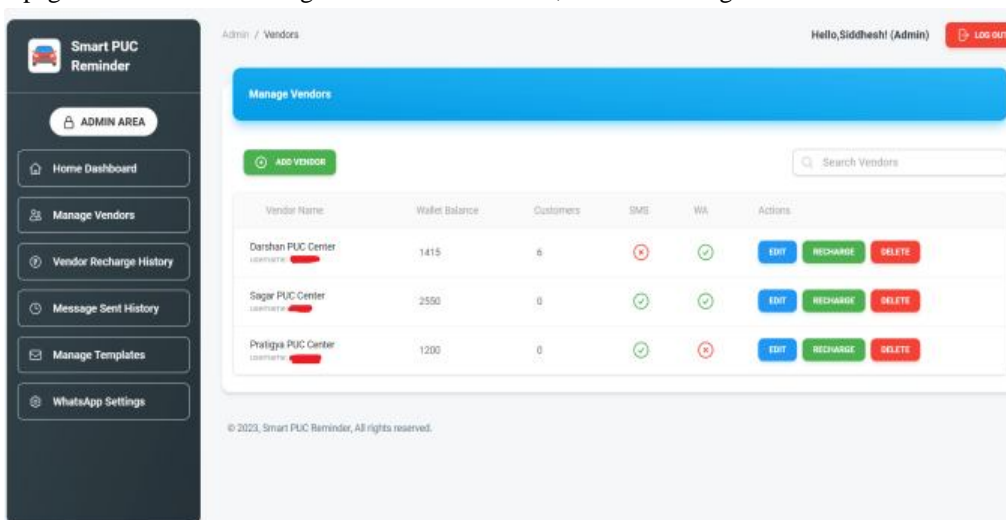 Smart PUC
Reminder
ADMIN AREA
Home Dashboard
Manage Vendors
Vendor Recharge History
Message Sent History
Manage Templates
WhatsApp Settings
Admin / Vendors
Hello,Siddhesh! (Admin)
LOG OUT
Manage Vendors
ADD VENDOR
Search Vendors
Vendor Name Wallet Balance Customers SMS WA Actions
Darshan PUC Center
username:
1415 6 EDIT RECHARGE DELETE
Sagar PUC Center
username:
2550 0 EDIT RECHARGE DELETE
Pratigya PUC Center
username:
1200 0 EDIT RECHARGE DELETE
© 2023, Smart PUC Reminder, All rights reserved.